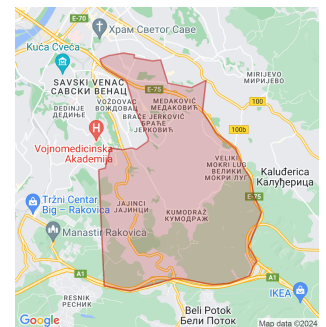 E-70
Храм Светог Саве
Kuća Cveća
SAVSKI VENAC
САВСКИ ВЕНАЦ
E-75
MIRIJEVO
МИРИЈЕВО
DEDINJE
ДЕДИЊЕ
VOŽDOVAC
ВОЖДОВАЦ
MEDAKOVIĆ
МЕДАКОВИЋ
100
BRAĆE JERKOVIĆ
БРАЋЕ
ЈЕРКОВИЋ
100b
Vojnomedicinska
Akademija
VELIKI
MOKRI LUG
ВЕЛИКИ
МОКРИ ЛУГ
Kaluđerica
Калуђерица
E-75
Tržni Centar
Big – Rakovica
JAJINCI
ЈАЈИНЦИ
KUMODRAŽ
КУМОДРАЖ
Manastir Rakovica
A1
A1
RESNIK
РЕСНИК
IKEA
Beli Potok
Бели Поток
Google
Map data ©2024